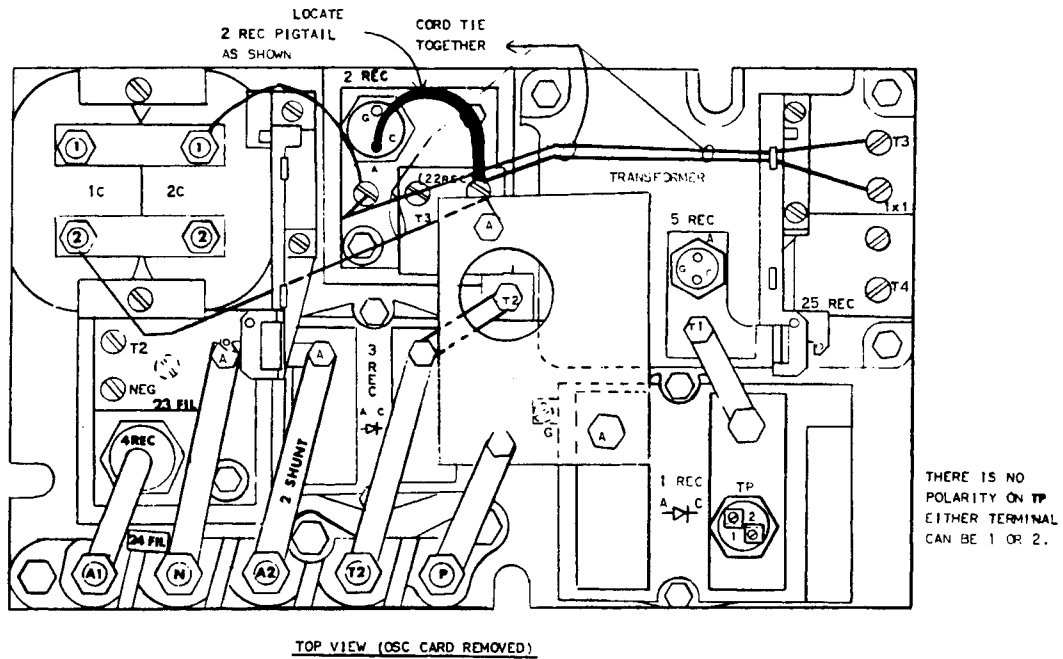 LOCATE
2 REC PIGTAIL
AS SHOWN
CORD TIE
TOGETHER
2 REC
G
C
A
1
1
1C
2C
2
2
(22REC
T3
TRANSFORMER
T3
1x1
A
5 REC
A
G
C
T2
T4
25 REC
T1
T2
NEG
23 FIL
A
A
3
REC
A C
2 SHUNT
4REC
G
A
1 REC
A C
TP
2
1
24 FIL
A1
N
A2
T2
P
THERE IS NO
POLARITY ON TP
EITHER TERMINAL
CAN BE 1 OR 2.
TOP VIEW (OSC CARD REMOVED)